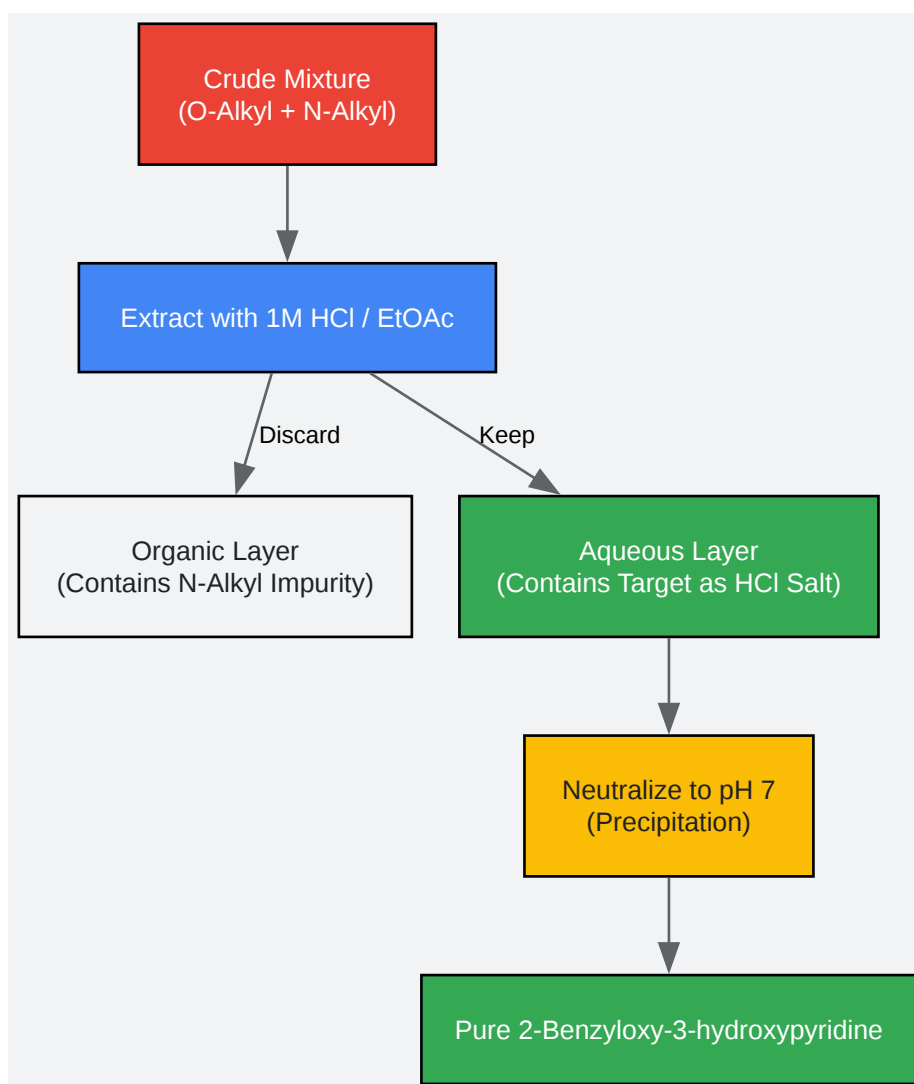 Crude Mixture
(O-Alkyl + N-Alkyl)
Extract with 1M HCl / EtOAc
Discard
Keep
Organic Layer
(Contains N-Alkyl Impurity)
Aqueous Layer
(Contains Target as HCl Salt)
Neutralize to pH 7
(Precipitation)
Pure 2-Benzyloxy-3-hydroxypyridine